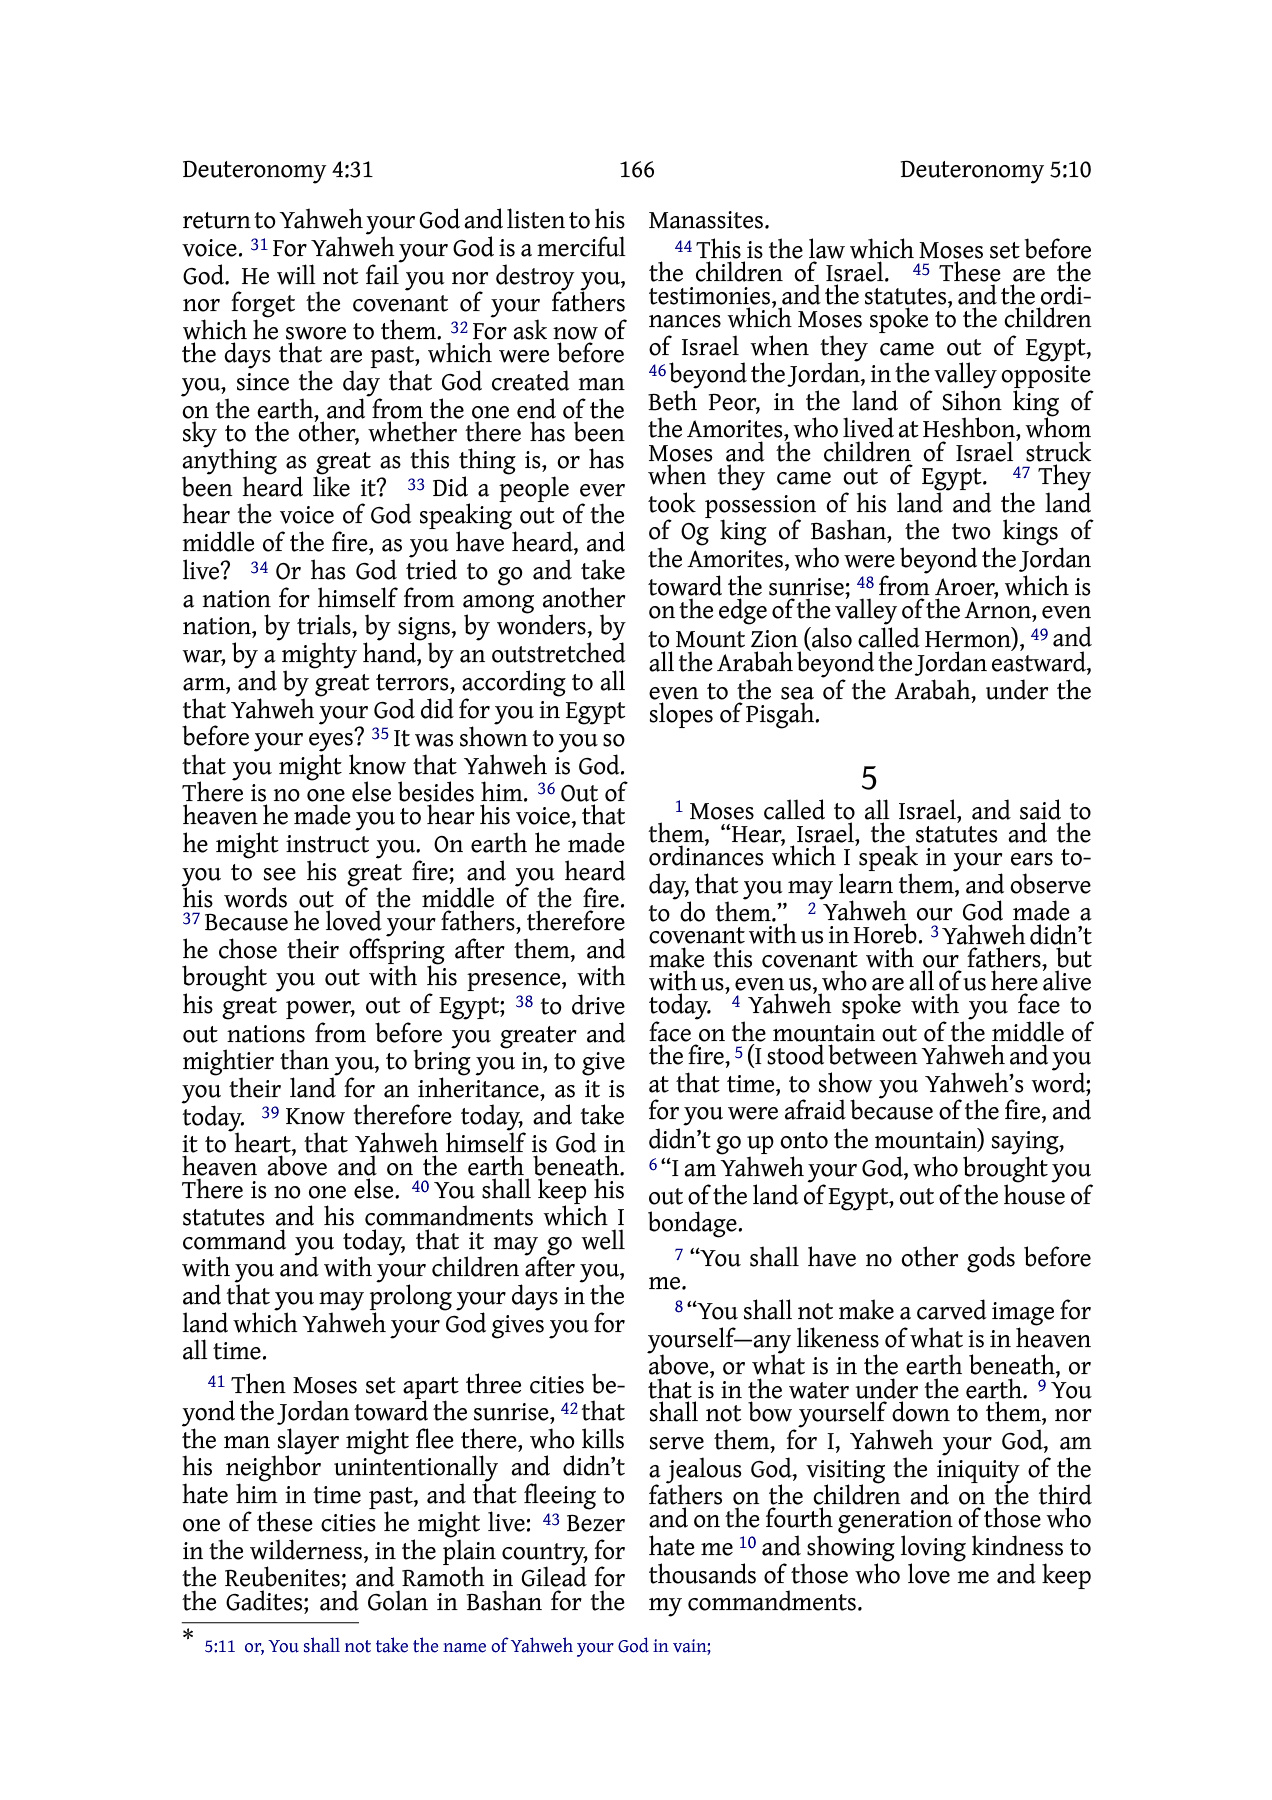 Deuteronomy 4:31 166 Deuteronomy 5:10
return to Yahweh your God and listen to his
voice. 31 For Yahweh your God is a merciful
God. He will not fail you nor destroy you,
nor forget the covenant of your fathers
which he swore to them. 32 For ask now of
the days that are past, which were before
you, since the day that God created man
on the earth, and from the one end of the
sky to the other, whether there has been
anything as great as this thing is, or has
been heard like it? 33 Did a people ever
hear the voice of God speaking out of the
middle of the fire, as you have heard, and
live? 34 Or has God tried to go and take
a nation for himself from among another
nation, by trials, by signs, by wonders, by
war, by a mighty hand, by an outstretched
arm, and by great terrors, according to all
that Yahweh your God did for you in Egypt
before your eyes? 35 It was shown to you so
that you might know that Yahweh is God.
There is no one else besides him. 36 Out of
heaven he made you to hear his voice, that
he might instruct you. On earth he made
you to see his great fire; and you heard
his words out of the middle of the fire.
37 Because he loved your fathers, therefore
he chose their offspring after them, and
brought you out with his presence, with
his great power, out of Egypt; 38 to drive
out nations from before you greater and
mightier than you, to bring you in, to give
you their land for an inheritance, as it is
today. 39 Know therefore today, and take
it to heart, that Yahweh himself is God in
heaven above and on the earth beneath.
There is no one else. 40 You shall keep his
statutes and his commandments which I
command you today, that it may go well
with you and with your children after you,
and that you may prolong your days in the
land which Yahweh your God gives you for
all time.
41 Then Moses set apart three cities be-
yond the Jordan toward the sunrise, 42 that
the man slayer might flee there, who kills
his neighbor unintentionally and didn't
hate him in time past, and that fleeing to
one of these cities he might live: 43 Bezer
in the wilderness, in the plain country, for
the Reubenites; and Ramoth in Gilead for
the Gadites; and Golan in Bashan for the
Manassites.
44 This is the law which Moses set before
the children of Israel. 45 These are the
testimonies, and the statutes, and the ordi-
nances which Moses spoke to the children
of Israel when they came out of Egypt,
46 beyond the Jordan, in the valley opposite
Beth Peor, in the land of Sihon king of
the Amorites, who lived at Heshbon, whom
Moses and the children of Israel struck
when they came out of Egypt. 47 They
took possession of his land and the land
of Og king of Bashan, the two kings of
the Amorites, who were beyond the Jordan
toward the sunrise; 48 from Aroer, which is
on the edge of the valley of the Arnon, even
to Mount Zion (also called Hermon), 49 and
all the Arabah beyond the Jordan eastward,
even to the sea of the Arabah, under the
slopes of Pisgah.
5
1 Moses called to all Israel, and said to
them, “Hear, Israel, the statutes and the
ordinances which I speak in your ears to-
day, that you may learn them, and observe
to do them.” 2 Yahweh our God made a
covenant with us in Horeb. 3 Yahweh didn’t
make this covenant with our fathers, but
with us, even us, who are all of us here alive
today. 4 Yahweh spoke with you face to
face on the mountain out of the middle of
the fire, 5 (I stood between Yahweh and you
at that time, to show you Yahweh’s word;
for you were afraid because of the fire, and
didn’t go up onto the mountain) saying,
6 “I am Yahweh your God, who brought you
out of the land of Egypt, out of the house of
bondage.
7 “You shall have no other gods before
me.
8 “You shall not make a carved image for
yourself—any likeness of what is in heaven
above, or what is in the earth beneath, or
that is in the water under the earth. 9 You
shall not bow yourself down to them, nor
serve them, for I, Yahweh your God, am
a jealous God, visiting the iniquity of the
fathers on the children and on the third
and on the fourth generation of those who
hate me 10 and showing loving kindness to
thousands of those who love me and keep
my commandments.
* 5:11 or, You shall not take the name of Yahweh your God in vain;